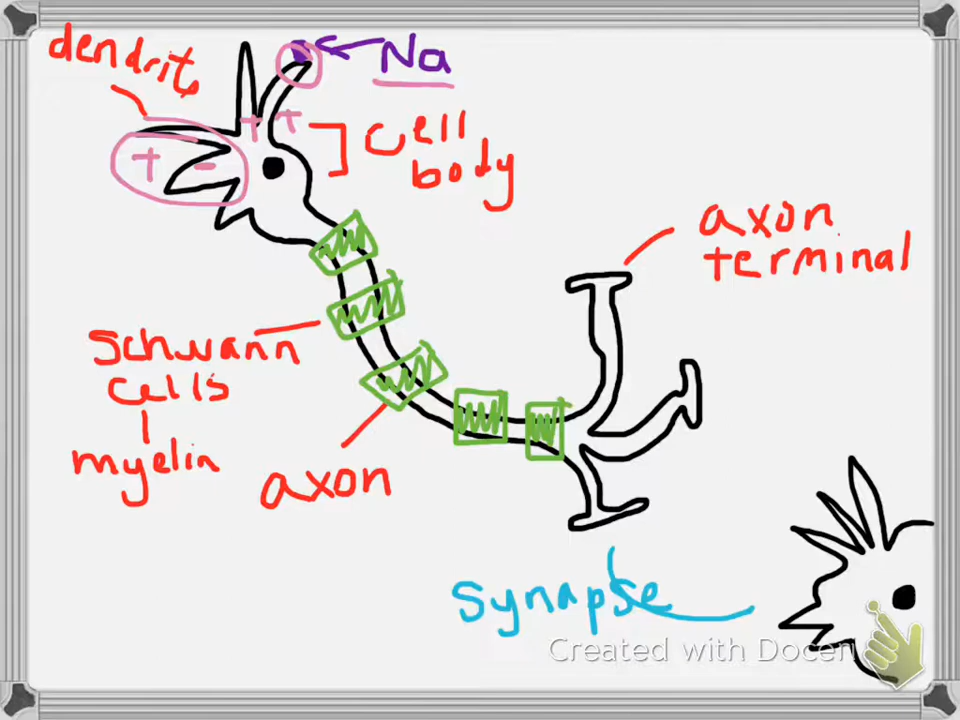 dendrite
Na
+ +
+ -
Cell
body
axon
terminal
Schwann
cells
myelin
axon
synapse
Created with Doceri